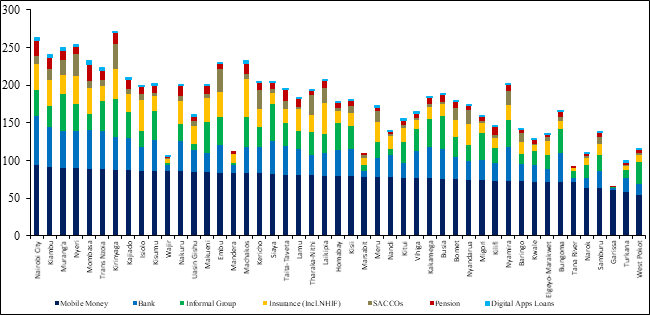 300
250
200
150
100
50
0
Nairobi City
Kiambu
Murang'a
Nyeri
Mombasa
Trans Nzoia
Kirinyaga
Kajiado
Isiolo
Kisumu
Wajir
Nakuru
Uasin Gishu
Makueni
Embu
Mandera
Machakos
Kericho
Siaya
Taita-Taveta
Lamu
Tharaka-Nithi
Laikipia
Homabay
Kisii
Marsabit
Meru
Nandi
Kitui
Vihiga
Kakamega
Busia
Bomet
Nyandarua
Migori
Kilifi
Nyamira
Baringo
Kwale
Elgeyo-Marakwet
Bungoma
Tana River
Narok
Samburu
Garissa
Turkana
West Pokot
Mobile Money Bank Informal Group Insurance (Incl.NHIF) SACCOs Pension Digital Apps Loans